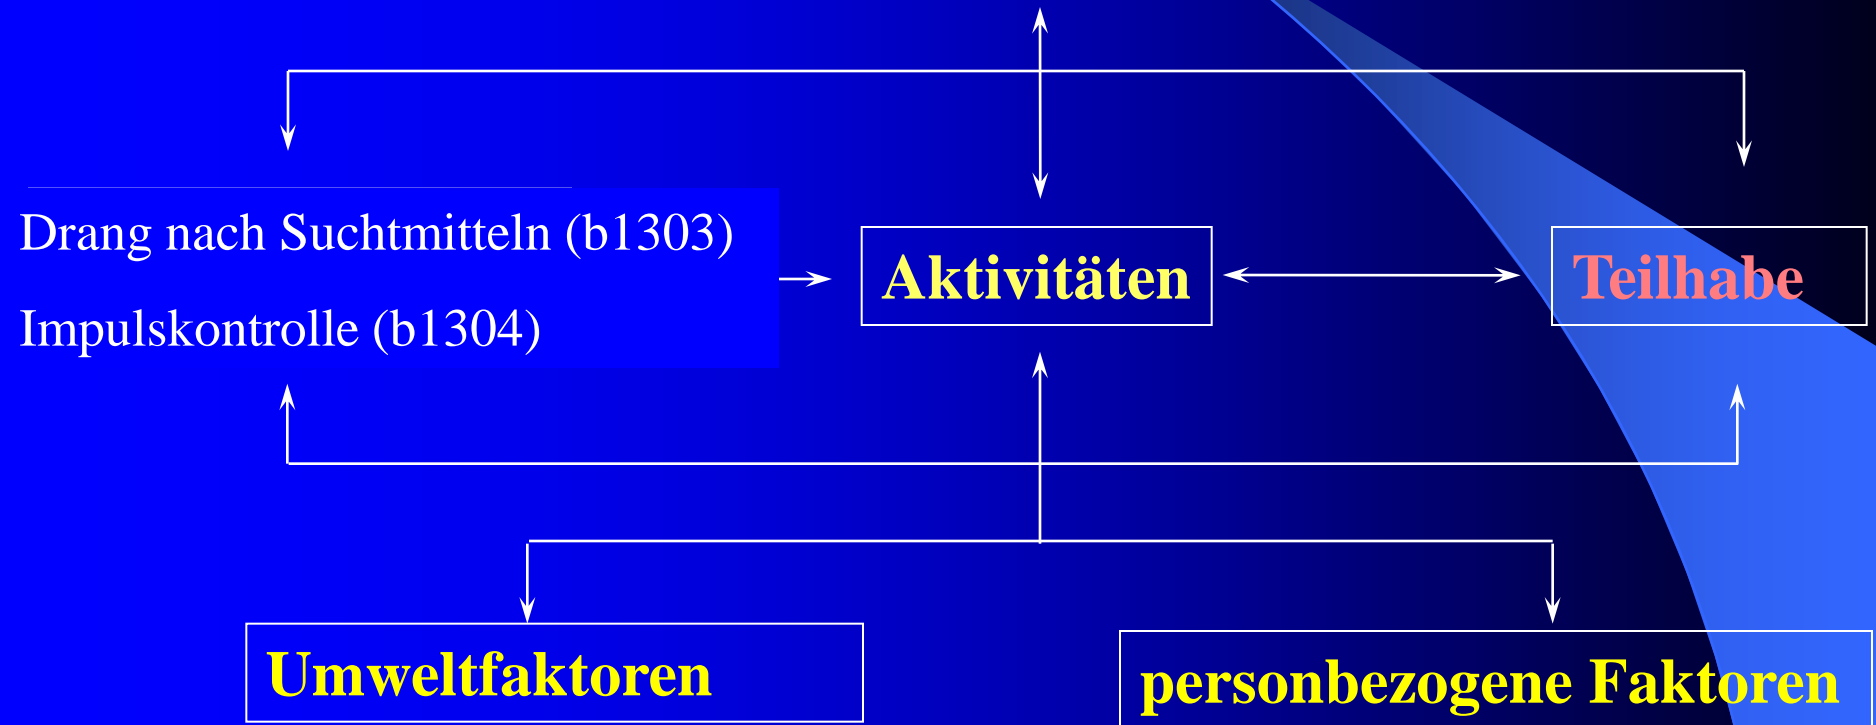 Drang nach Suchtmitteln (b1303)
Impulskontrolle (b1304)
Aktivitäten
Teilhabe
Umweltfaktoren
personbezogene Faktoren